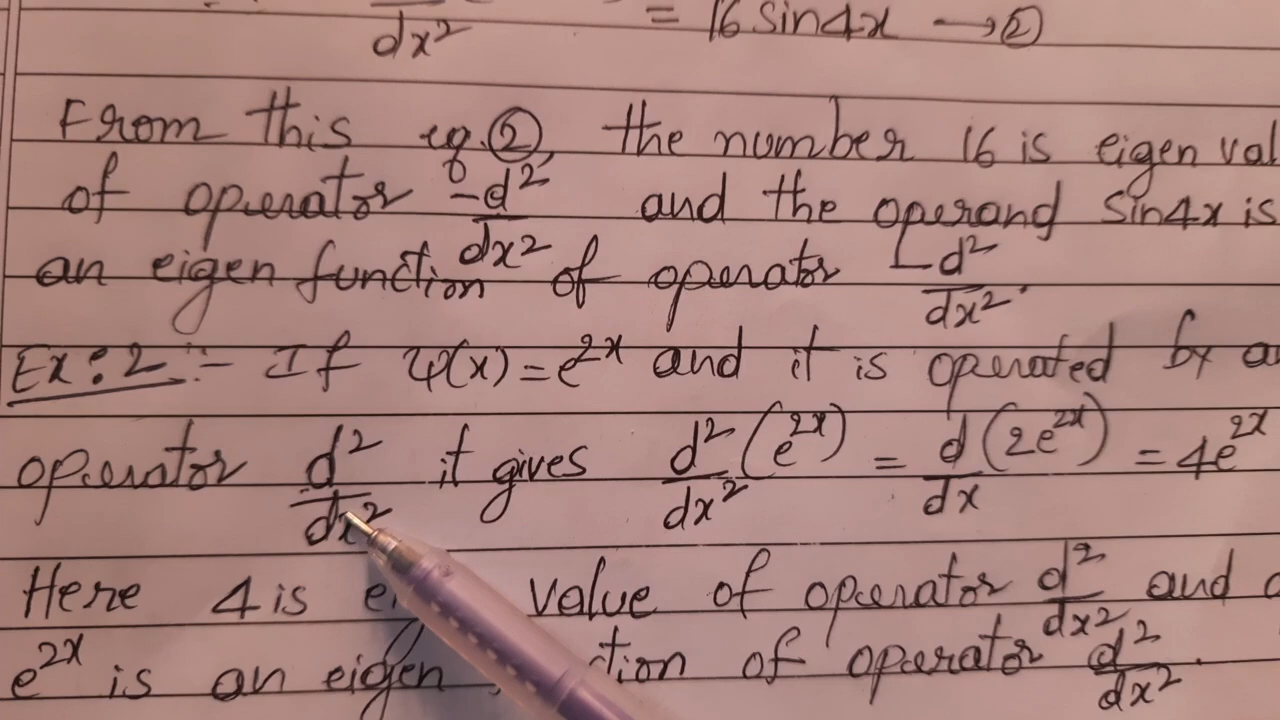 dx² = 16 sin4x → ②
From this eq.②, the number 16 is eigen val
of operator -d²/dx² and the operand sin4x is
an eigen function of operator -d²/dx².
Ex:2:- If ψ(x)=e^2x and it is operated by a
operator d²/dx² it gives d²/dx² (e^2x) = d/dx (2e^2x) = 4e^2x
Here 4 is value of operator d²/dx² and
e^2x is an eigen ction of operator d²/dx².